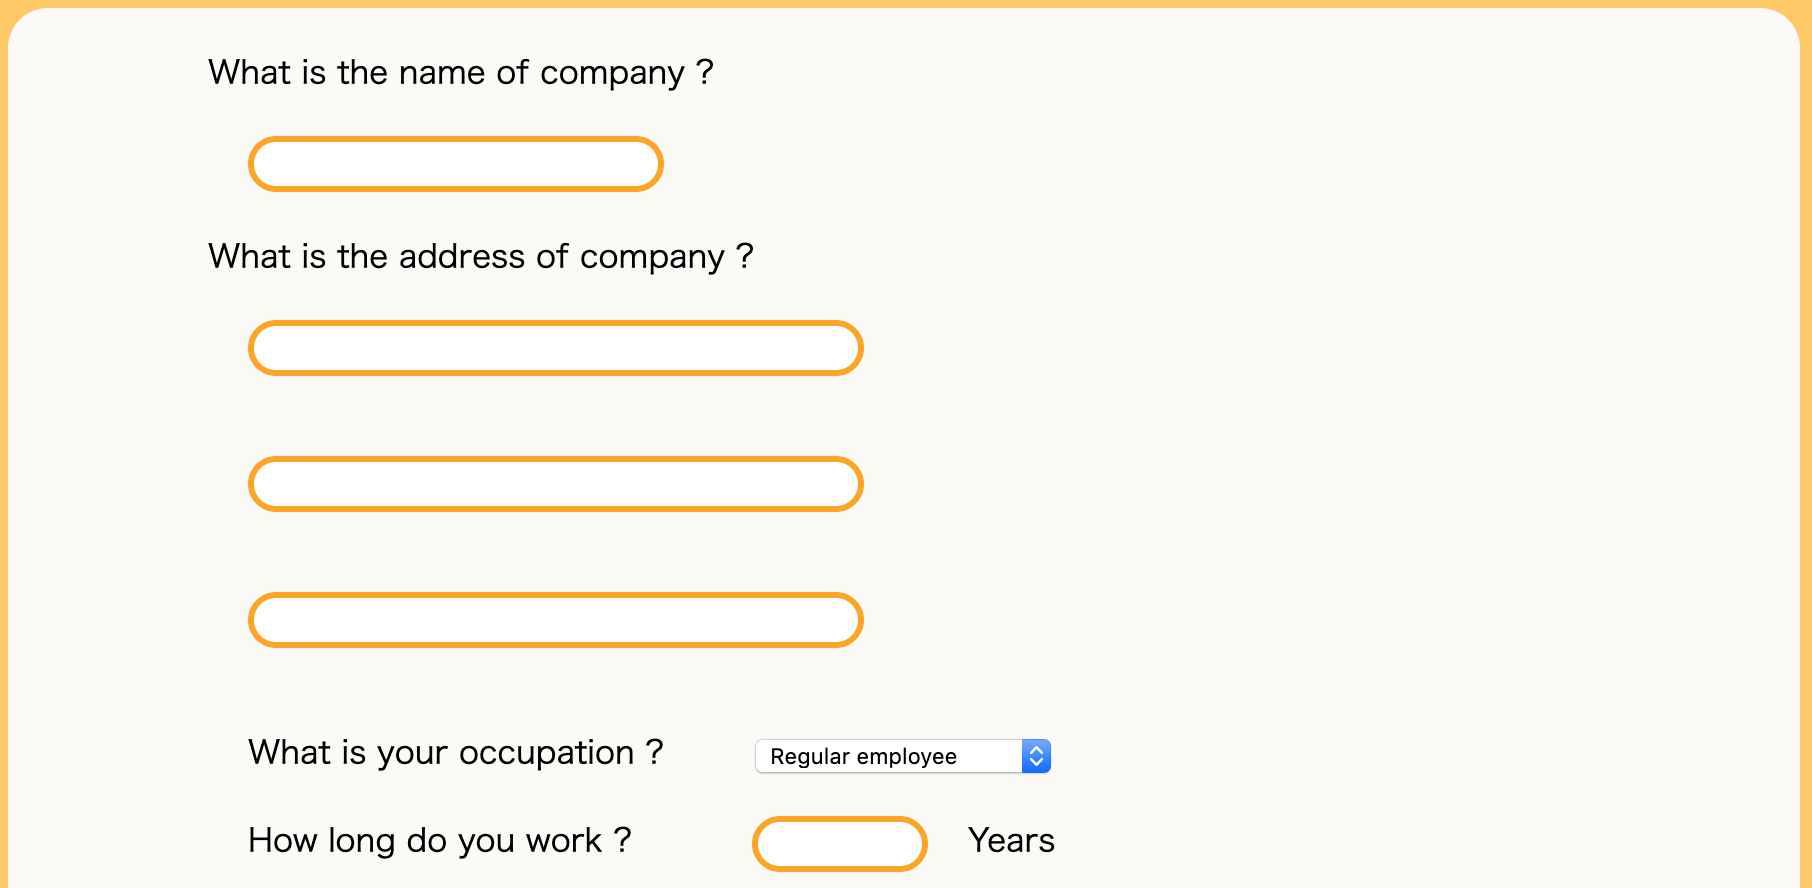 What is the name of company ?
What is the address of company ?
What is your occupation ? Regular employee
How long do you work ? Years